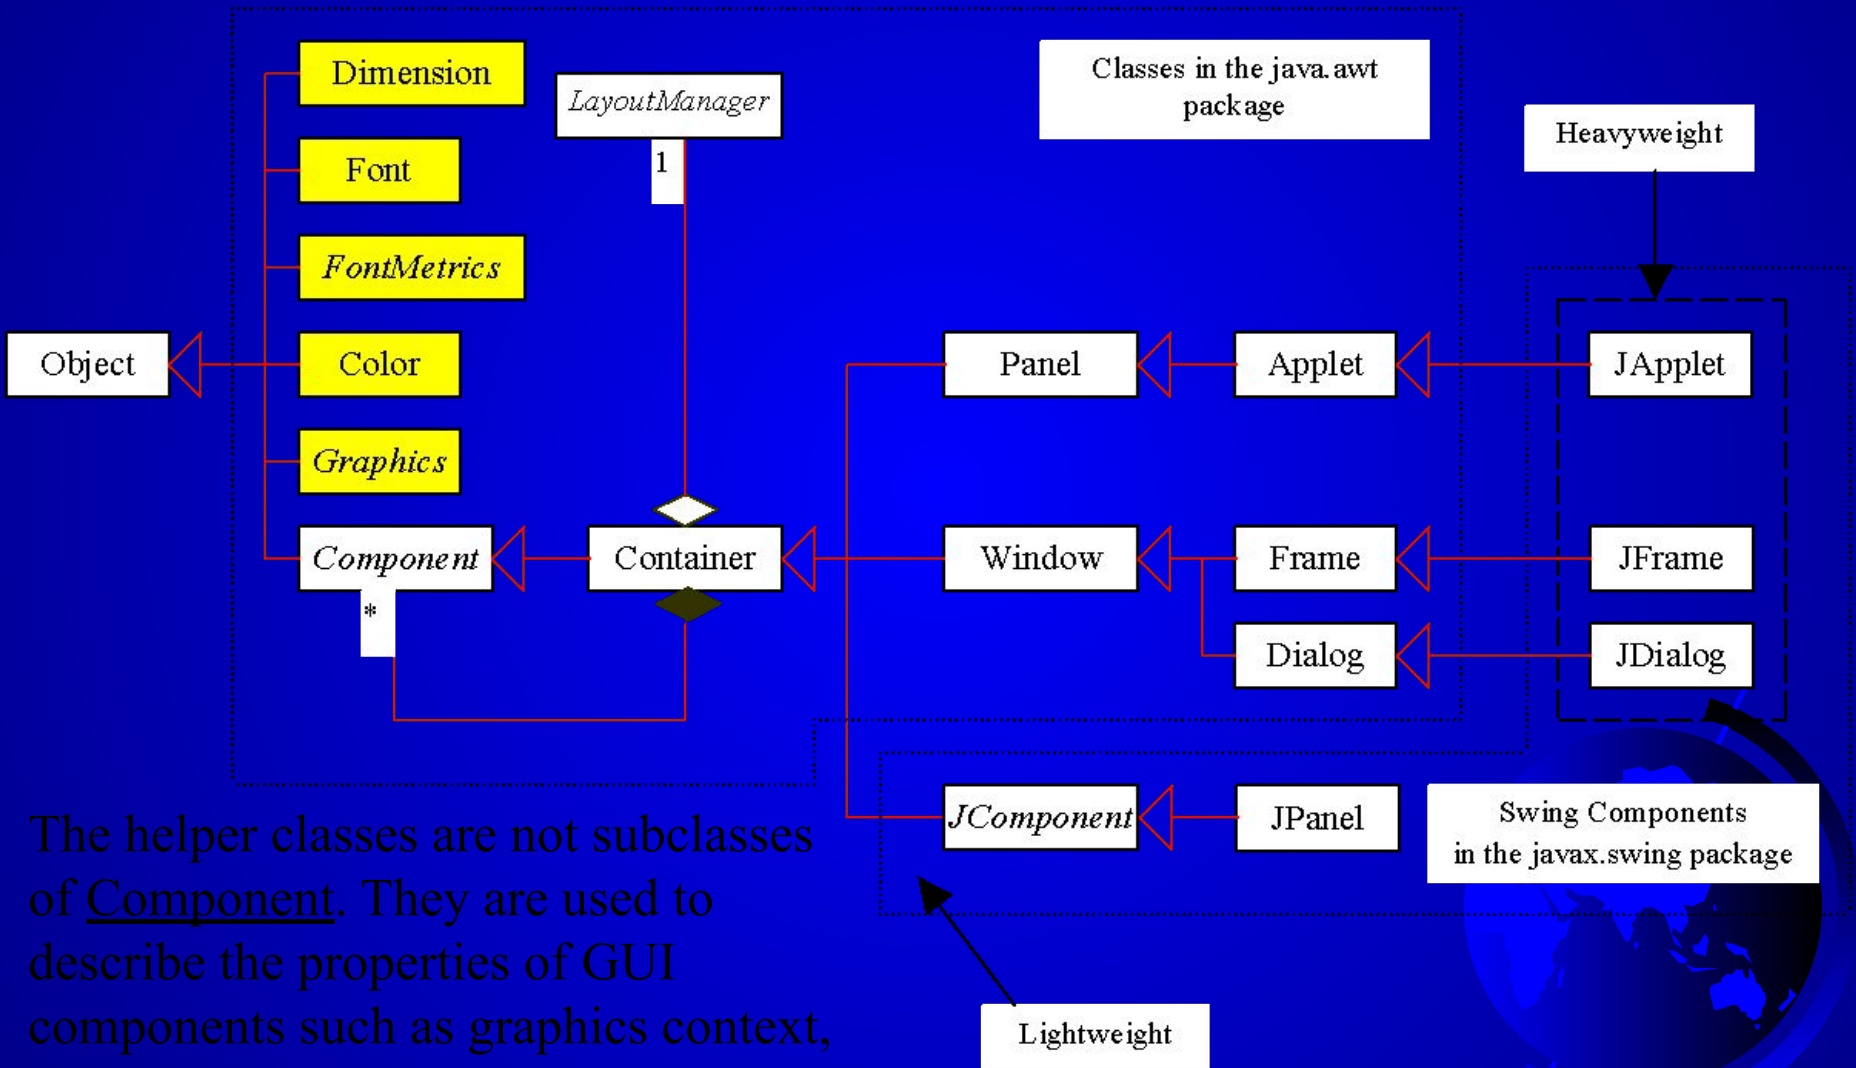 Dimension
LayoutManager
Classes in the java.awt
package
Heavyweight
Font
1
FontMetrics
Object
Color
Panel
Applet
JApplet
Graphics
Component
Container
Window
Frame
JFrame
*
Dialog
JDialog
JComponent
JPanel
Swing Components
in the javax.swing package
The helper classes are not subclasses
of Component. They are used to
describe the properties of GUI
components such as graphics context,
Lightweight